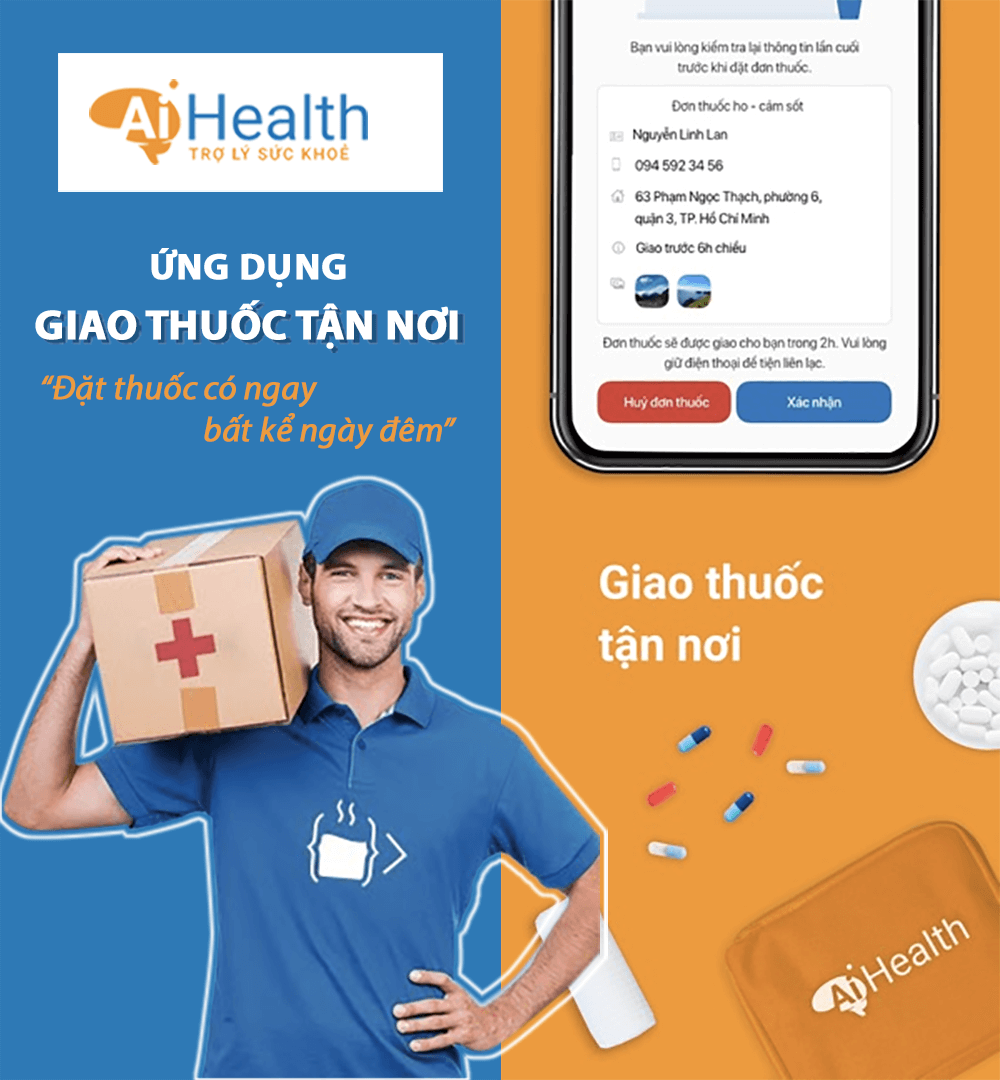 Ai Health
TRỢ LÝ SỨC KHOẺ
ỨNG DỤNG
GIAO THUỐC TẬN NƠI
“Đặt thuốc có ngay
bất kể ngày đêm”
Bạn vui lòng kiểm tra lại thông tin lần cuối
trước khi đặt đơn thuốc.
Đơn thuốc ho - cảm sốt
Nguyễn Linh Lan
094 592 34 56
63 Phạm Ngọc Thạch, phường 6,
quận 3, TP. Hồ Chí Minh
Giao trước 6h chiều
Đơn thuốc sẽ được giao cho bạn trong 2h. Vui lòng
giữ điện thoại để tiện liên lạc.
Huỷ đơn thuốc
Xác nhận
Giao thuốc
tận nơi
Ai Health